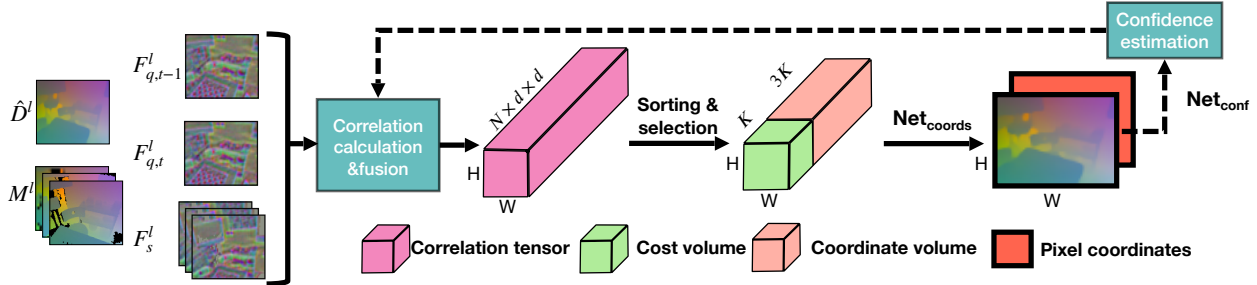 F^l_{q,t−1}
D̂^l
F^l_{q,t}
M^l
F^l_s
Correlation
calculation
&fusion
N × d × d
H
W
Sorting &
selection
K
3K
H
W
Net_coords
H
W
Confidence
estimation
Net_conf
Correlation tensor
Cost volume
Coordinate volume
Pixel coordinates